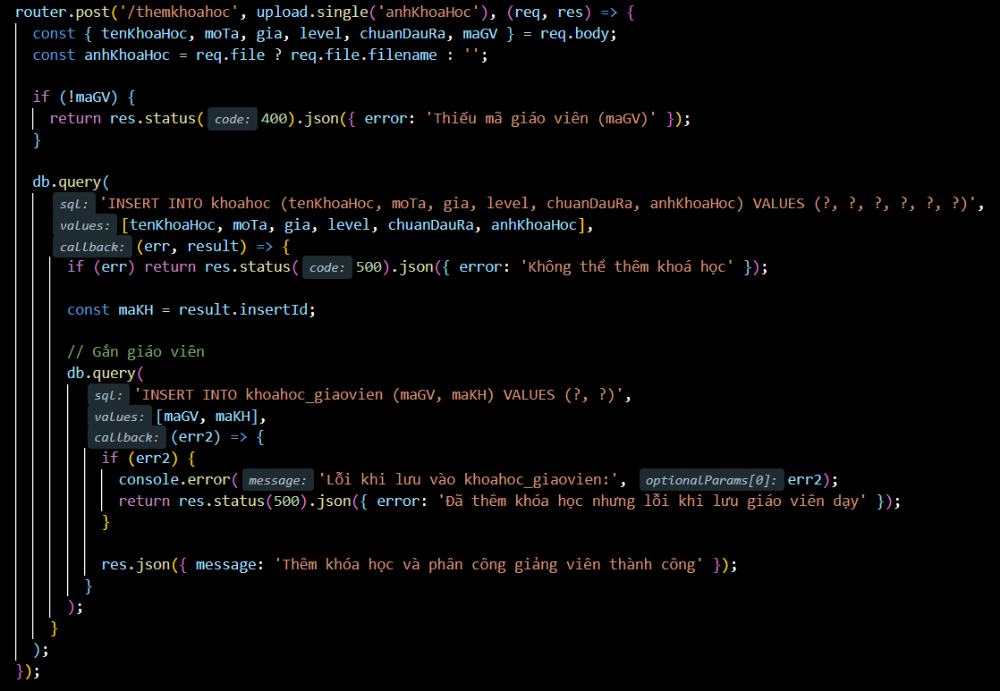 router.post('/themkhoahoc', upload.single('anhKhoaHoc'), (req, res) => {
  const { tenKhoaHoc, moTa, gia, level, chuanDauRa, maGV } = req.body;
  const anhKhoaHoc = req.file ? req.file.filename : '';
  if (!maGV) {
    return res.status( code: 400).json({ error: 'Thiếu mã giáo viên (maGV)' });
  }
  db.query(
    sql: 'INSERT INTO khoahoc (tenKhoaHoc, moTa, gia, level, chuanDauRa, anhKhoaHoc) VALUES (?, ?, ?, ?, ?, ?)',
    values: [tenKhoaHoc, moTa, gia, level, chuanDauRa, anhKhoaHoc],
    callback: (err, result) => {
      if (err) return res.status( code: 500).json({ error: 'Không thể thêm khoá học' });
      const maKH = result.insertId;
      // Gắn giáo viên
      db.query(
        sql: 'INSERT INTO khoahoc_giaovien (maGV, maKH) VALUES (?, ?)',
        values: [maGV, maKH],
        callback: (err2) => {
          if (err2) {
            console.error( message: 'Lỗi khi lưu vào khoahoc_giaovien:', optionalParams[0]: err2);
            return res.status(500).json({ error: 'Đã thêm khóa học nhưng lỗi khi lưu giáo viên dạy' });
          }
          res.json({ message: 'Thêm khóa học và phân công giảng viên thành công' });
        }
      );
    }
  );
});